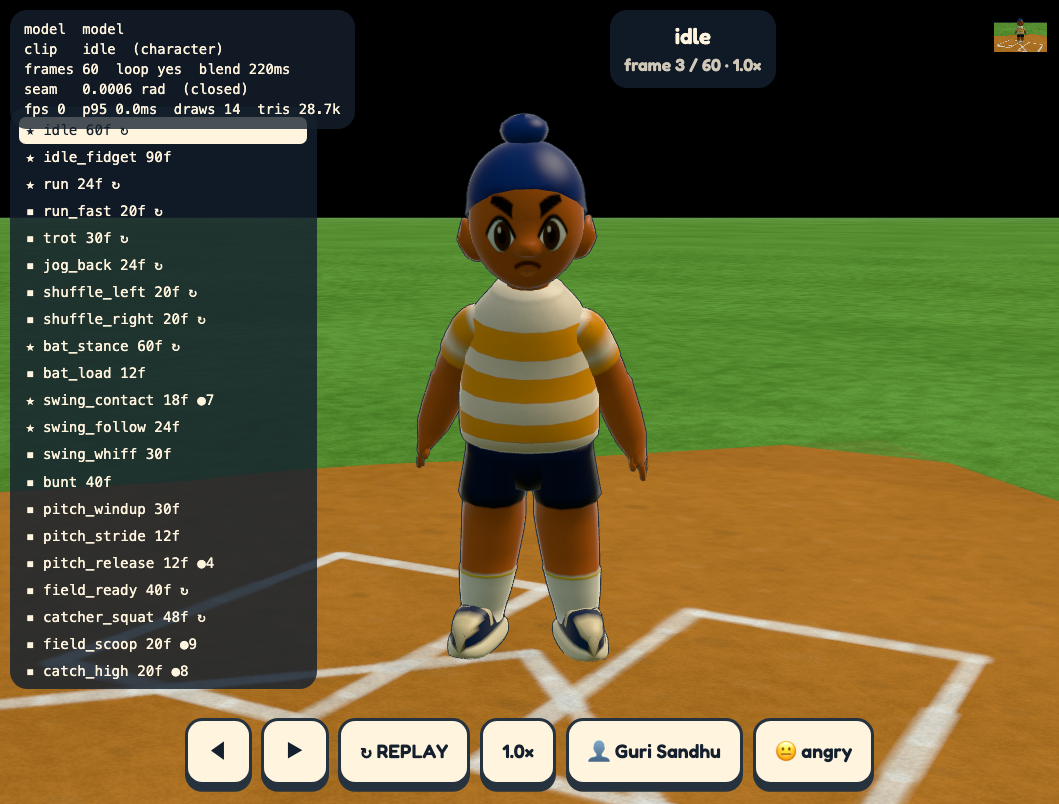 model model
clip idle (character)
frames 60 loop yes blend 220ms
seam 0.0006 rad (closed)
fps 0 p95 0.0ms draws 14 tris 28.7k
idle
frame 3 / 60 · 1.0×
★ idle 60f ↻
★ idle_fidget 90f
★ run 24f ↻
▪ run_fast 20f ↻
▪ trot 30f ↻
▪ jog_back 24f ↻
▪ shuffle_left 20f ↻
▪ shuffle_right 20f ↻
★ bat_stance 60f ↻
▪ bat_load 12f
★ swing_contact 18f ●7
★ swing_follow 24f
▪ swing_whiff 30f
▪ bunt 40f
▪ pitch_windup 30f
▪ pitch_stride 12f
▪ pitch_release 12f ●4
▪ field_ready 40f ↻
▪ catcher_squat 48f ↻
▪ field_scoop 20f ●9
▪ catch_high 20f ●8
↻ REPLAY
1.0×
👤 Guri Sandhu
😐 angry